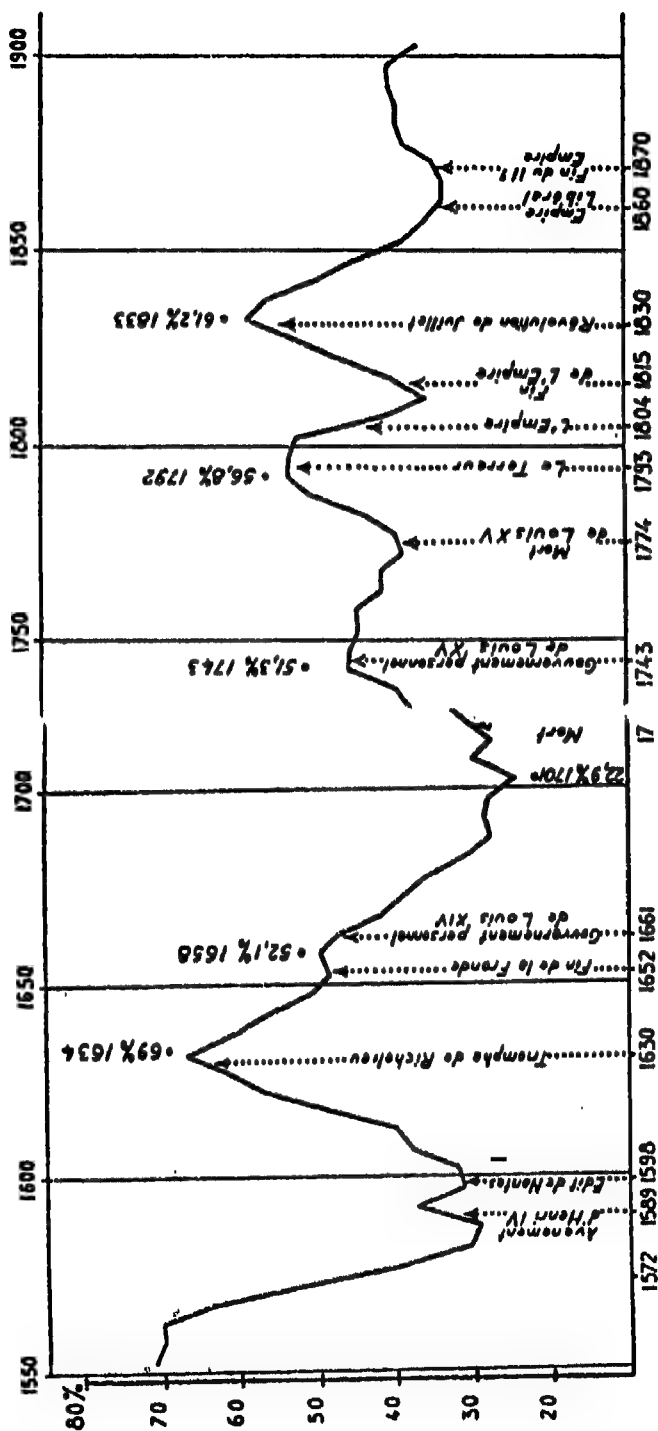 1550 1600 1650 1700 1750 1800 1850 1900
80%
70
60
50
40
30
20
69% 1634
52,1% 1658
22,9% 1701
51,3% 1743
56,8% 1792
61,2% 1833
Avènement
d'Henri IV
Edit de Nantes
Triomphe de Richelieu
Fin de la Fronde
Gouvernement personnel
de Louis XIV
Mort
Gouvernement personnel
de Louis XV
Mort
de Louis XV
La Terreur
L'Empire
Fin
de L'Empire
Révolution de Juillet
Empire
Libéral
Fin du IIe
Empire
1572 1589 1598 1630 1652 1661 17 1743 1774 1793 1804 1815 1830 1860 1870